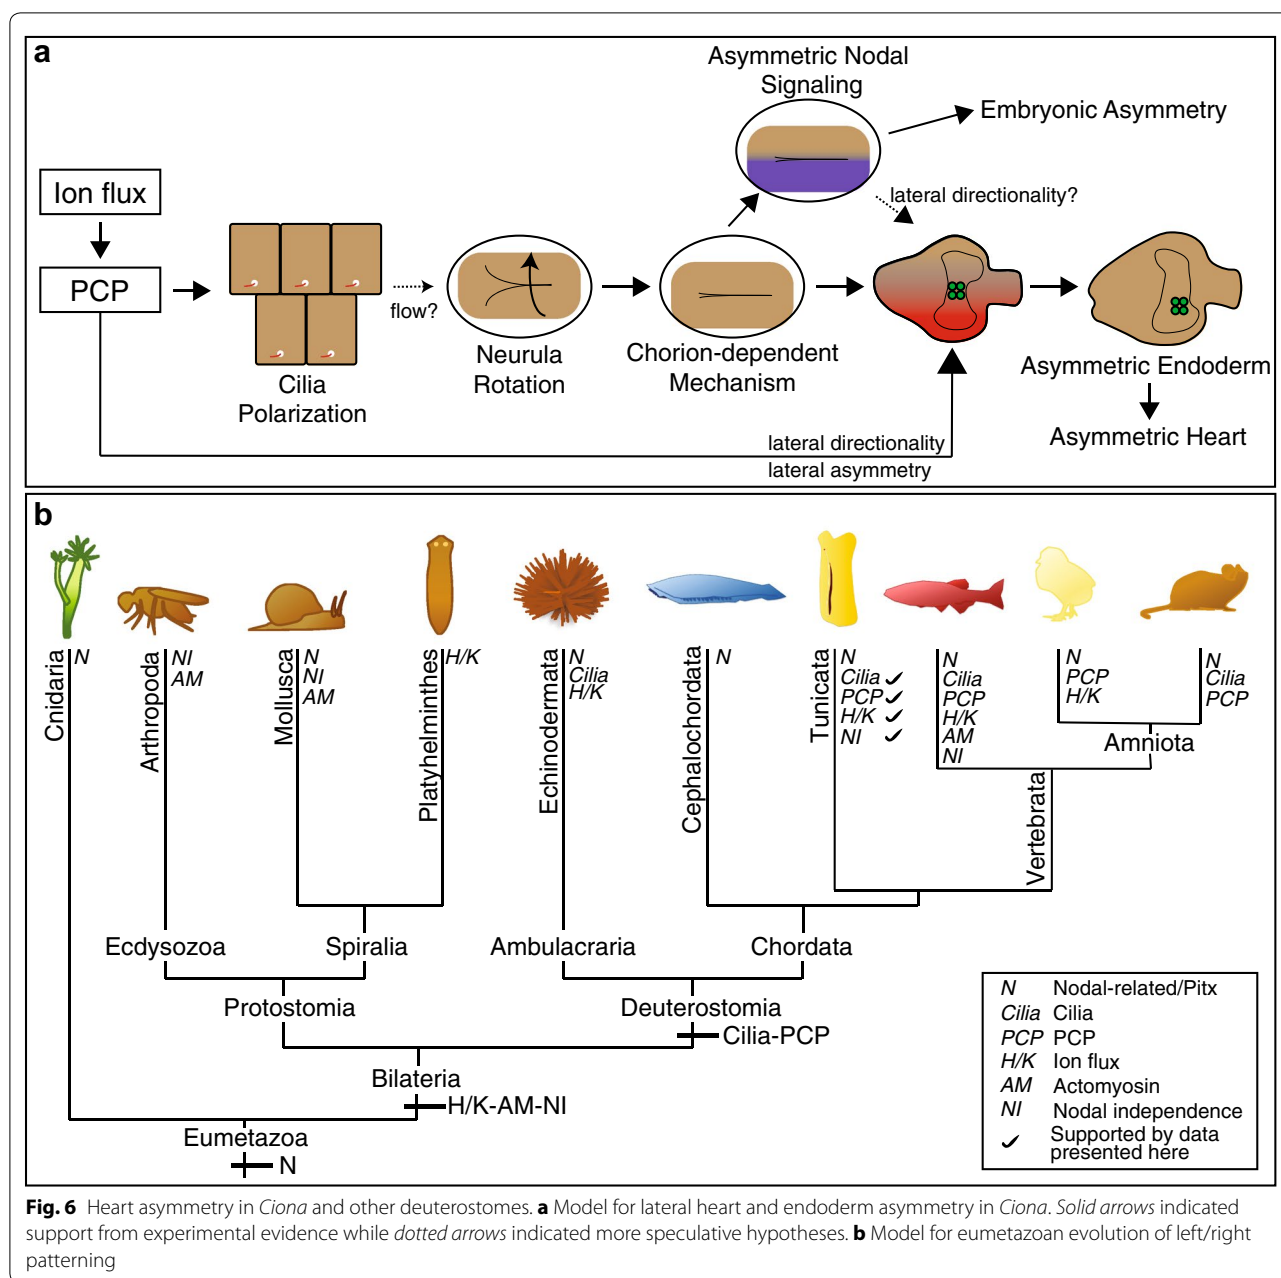 a
Asymmetric Nodal
Signaling
Embryonic Asymmetry
Ion flux
lateral directionality?
PCP
flow?
Cilia
Polarization
Neurula
Rotation
Chorion-dependent
Mechanism
Asymmetric Endoderm
Asymmetric Heart
lateral directionality
lateral asymmetry
b
Cnidaria
N
Arthropoda
NI
AM
Mollusca
N
NI
AM
Platyhelminthes
H/K
Echinodermata
N
Cilia
H/K
Cephalochordata
N
Tunicata
N
Cilia ✓
PCP ✓
H/K ✓
NI ✓
N
Cilia
PCP
H/K
AM
NI
N
PCP
H/K
N
Cilia
PCP
Amniota
Vertebrata
Ecdysozoa
Spiralia
Ambulacraria
Chordata
Protostomia
Deuterostomia
Cilia-PCP
Bilateria
H/K-AM-NI
Eumetazoa
N
N Nodal-related/Pitx
Cilia Cilia
PCP PCP
H/K Ion flux
AM Actomyosin
NI Nodal independence
✓ Supported by data
presented here
Fig. 6 Heart asymmetry in Ciona and other deuterostomes. a Model for lateral heart and endoderm asymmetry in Ciona. Solid arrows indicated
support from experimental evidence while dotted arrows indicated more speculative hypotheses. b Model for eumetazoan evolution of left/right
patterning